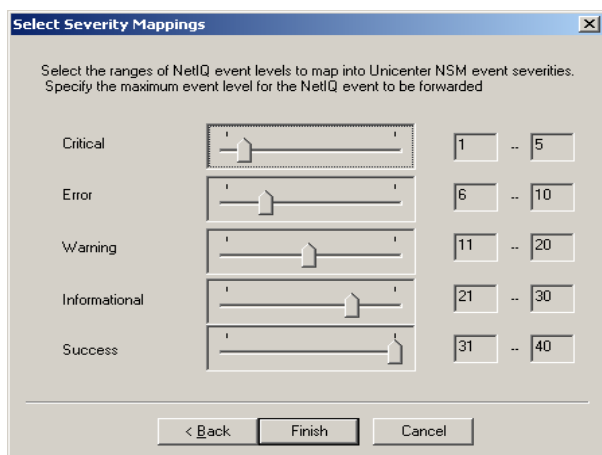 Select Severity Mappings
Select the ranges of NetIQ event levels to map into Unicenter NSM event severities.
Specify the maximum event level for the NetIQ event to be forwarded
Critical 1 -- 5
Error 6 -- 10
Warning 11 -- 20
Informational 21 -- 30
Success 31 -- 40
< Back Finish Cancel